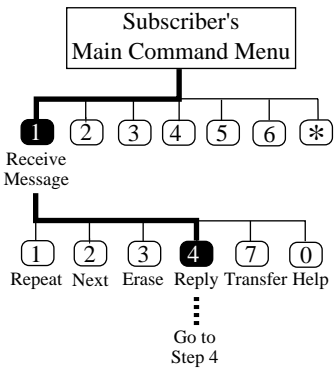 Subscriber's
Main Command Menu
1 2 3 4 5 6 *
Receive
Message
1 2 3 4 7 0
Repeat Next Erase Reply Transfer Help
Go to
Step 4